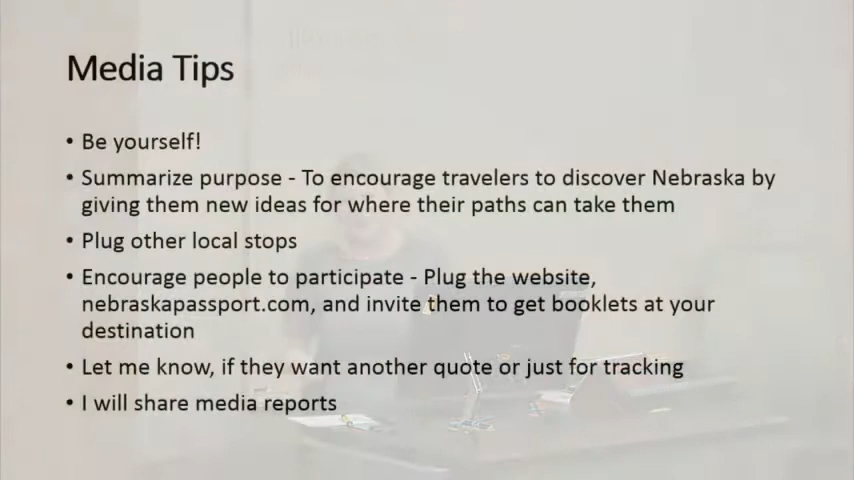 Media Tips
• Be yourself!
• Summarize purpose - To encourage travelers to discover Nebraska by
giving them new ideas for where their paths can take them
• Plug other local stops
• Encourage people to participate - Plug the website,
nebraskapassport.com, and invite them to get booklets at your
destination
• Let me know, if they want another quote or just for tracking
• I will share media reports